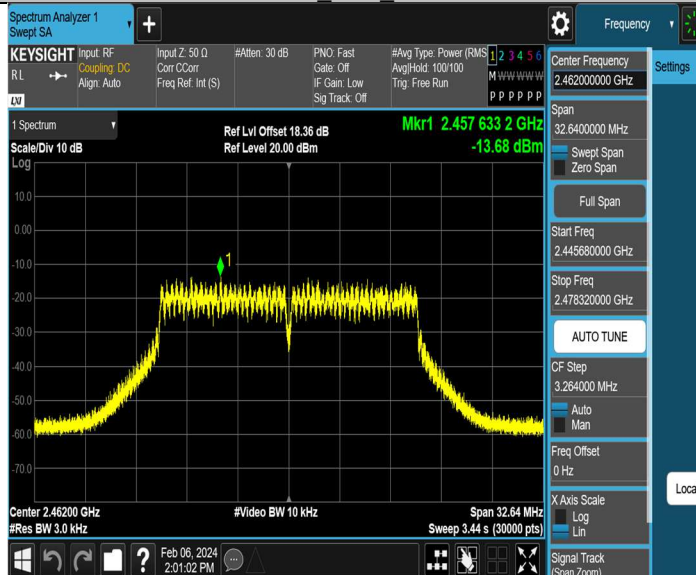 Spectrum Analyzer 1
Swept SA
+
Frequency
KEYSIGHT
RL
LXI
Input: RF
Coupling: DC
Align: Auto
Input Z: 50 Ω
Corr CCorr
Freq Ref: Int (S)
#Atten: 30 dB
PNO: Fast
Gate: Off
IF Gain: Low
Sig Track: Off
#Avg Type: Power (RMS
Avg|Hold: 100/100
Trig: Free Run
1 2 3 4 5 6
M W W W W W
P P P P P P
1 Spectrum
Scale/Div 10 dB
Log
Ref Lvl Offset 18.36 dB
Ref Level 20.00 dBm
Mkr1 2.457 633 2 GHz
-13.68 dBm
10.0
0.00
-10.0
-20.0
-30.0
-40.0
-50.0
-60.0
-70.0
1
Center 2.46200 GHz
#Res BW 3.0 kHz
#Video BW 10 kHz
Span 32.64 MHz
Sweep 3.44 s (30000 pts)
?
Feb 06, 2024
2:01:02 PM
Center Frequency
2.462000000 GHz
Span
32.6400000 MHz
Swept Span
Zero Span
Full Span
Start Freq
2.445680000 GHz
Stop Freq
2.478320000 GHz
AUTO TUNE
CF Step
3.264000 MHz
Auto
Man
Freq Offset
0 Hz
X Axis Scale
Log
Lin
Signal Track
(Span Zoom)
Settings
Loca